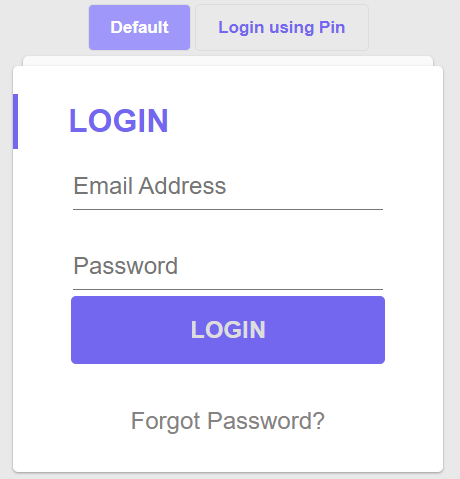 Default Login using Pin
LOGIN
Email Address
Password
LOGIN
Forgot Password?